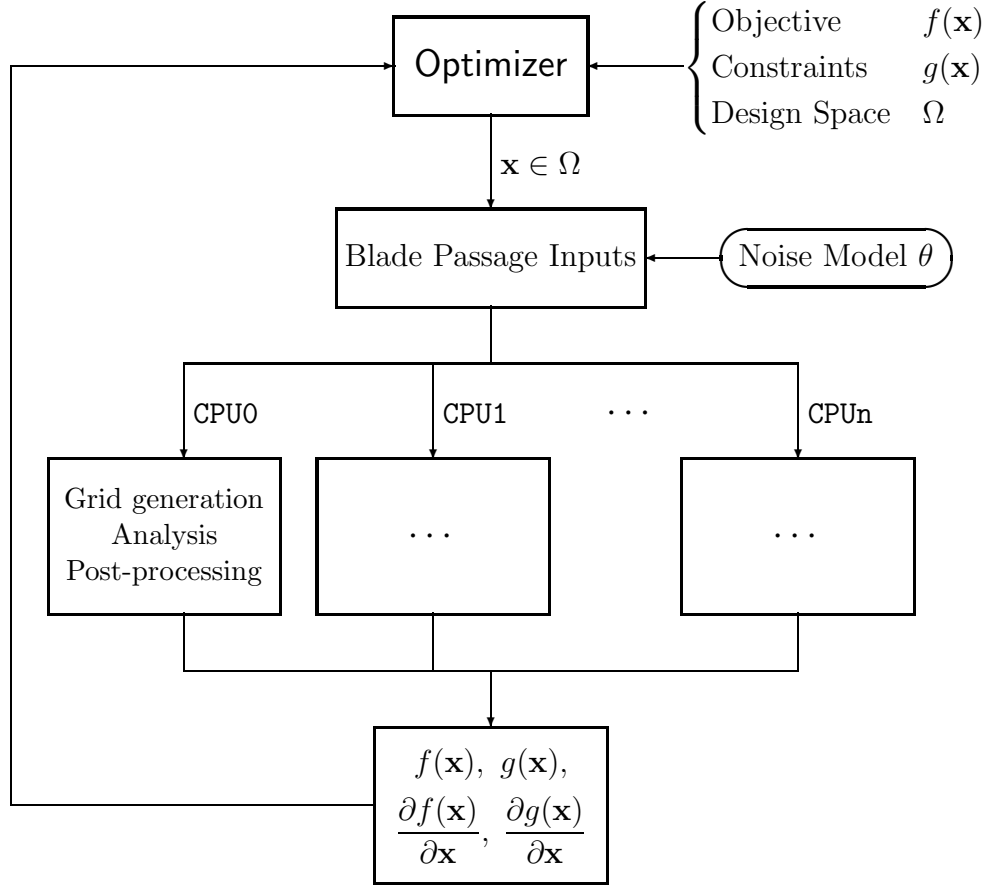 Optimizer
Objective f(x)
Constraints g(x)
Design Space Ω
x ∈ Ω
Blade Passage Inputs
Noise Model θ
CPU0
CPU1
···
CPUn
Grid generation
Analysis
Post-processing
···
···
f(x), g(x),
∂f(x)/∂x, ∂g(x)/∂x